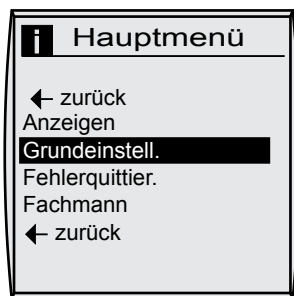 i Hauptmenü
← zurück
Anzeigen
Grundeinstell.
Fehlerquittier.
Fachmann
← zurück